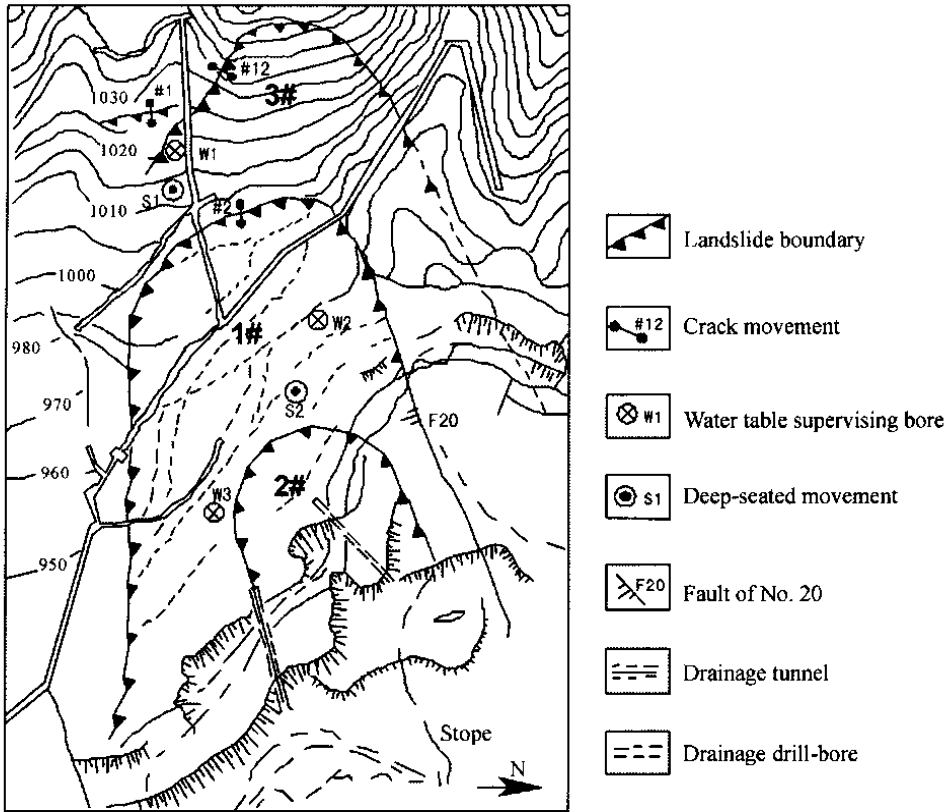 #12
#1
3#
1030
1020
W1
S1
#2
1010
1000
W2
1#
980
970
S2
F20
960
2#
W3
950
Stope
N
Landslide boundary
#12
Crack movement
W1
Water table supervising bore
S1
Deep-seated movement
F20
Fault of No. 20
Drainage tunnel
Drainage drill-bore